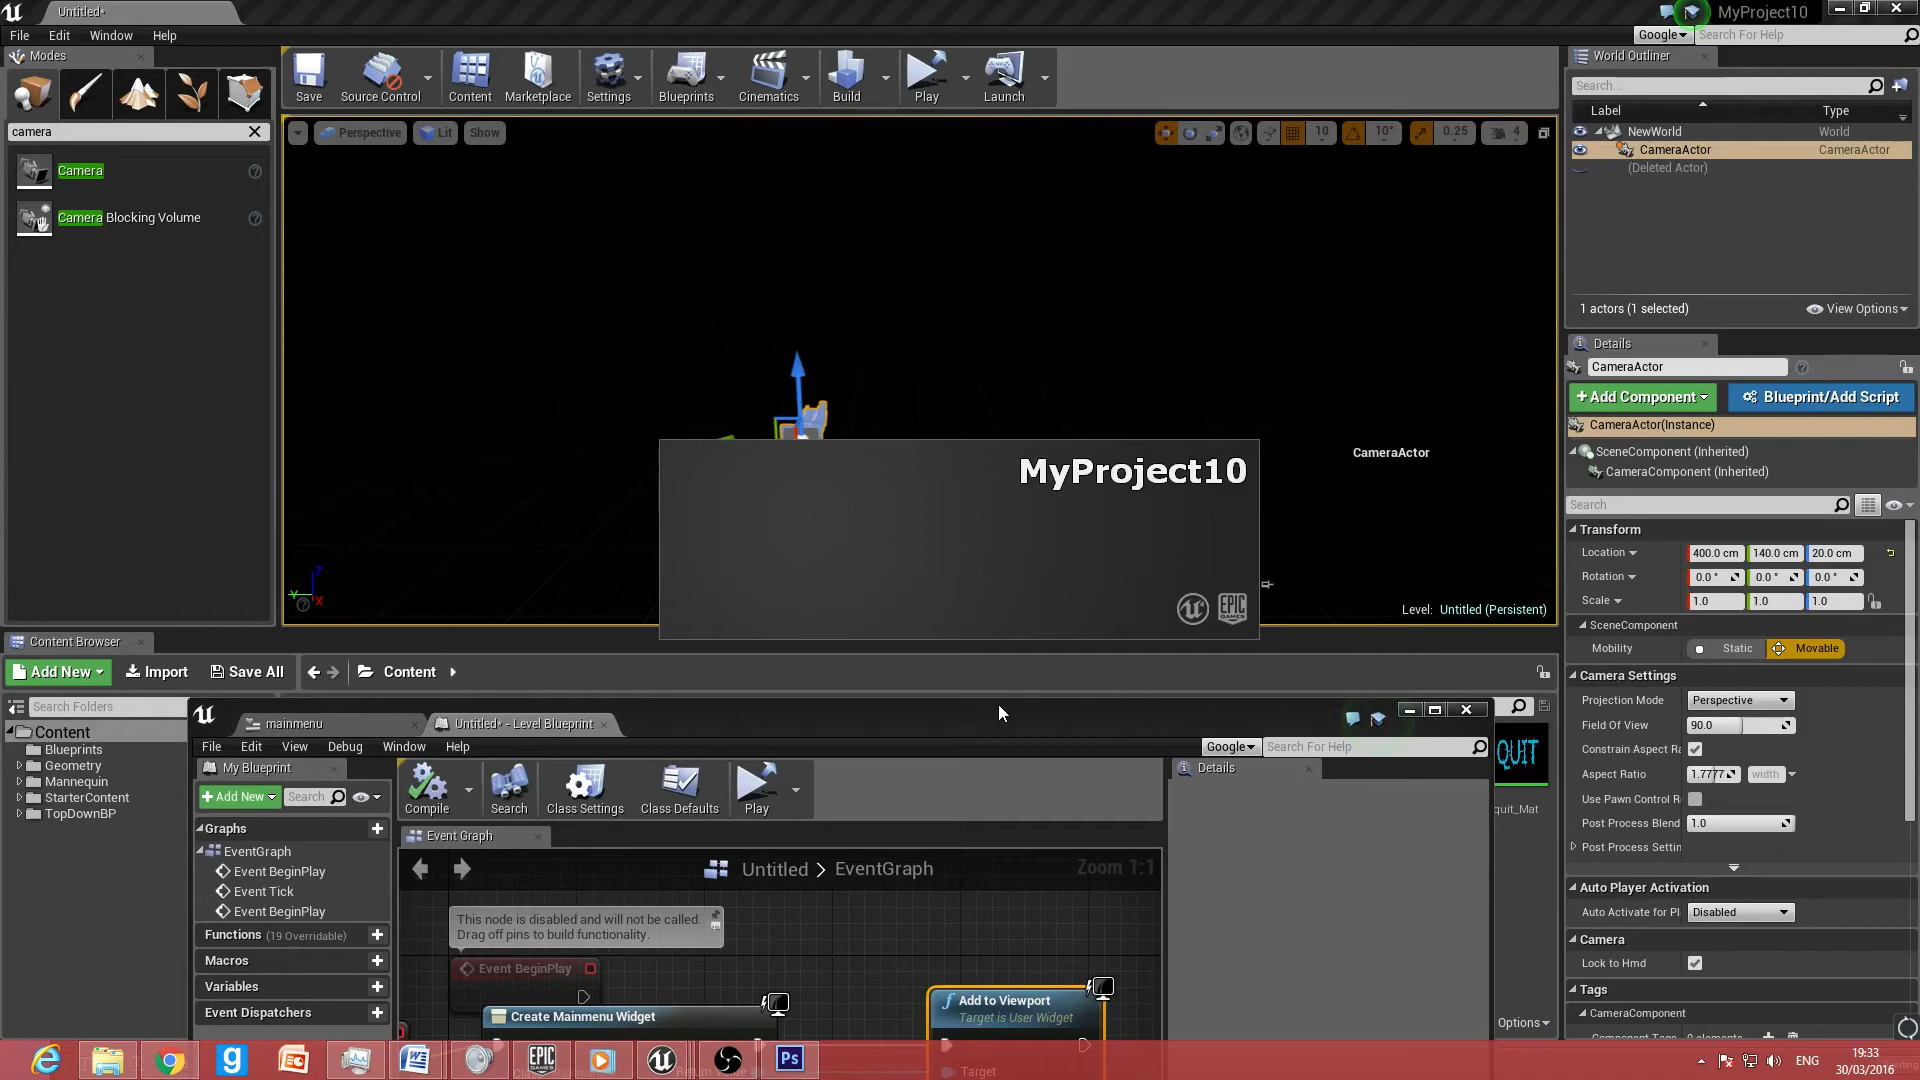 Untitled*
MyProject10
File Edit Window Help
Google Search For Help
Modes
camera
Camera
Camera Blocking Volume
Save Source Control Content Marketplace Settings Blueprints Cinematics Build Play Launch
Perspective Lit Show
10 10° 0.25 4
CameraActor
Level: Untitled (Persistent)
MyProject10
EPIC GAMES
World Outliner
Search...
Label Type
NewWorld World
CameraActor CameraActor
(Deleted Actor)
1 actors (1 selected) View Options
Details
CameraActor
+Add Component Blueprint/Add Script
CameraActor(Instance)
SceneComponent (Inherited)
CameraComponent (Inherited)
Search
Transform
Location 400.0 cm 140.0 cm 20.0 cm
Rotation 0.0 ° 0.0 ° 0.0 °
Scale 1.0 1.0 1.0
SceneComponent
Mobility Static Movable
Camera Settings
Projection Mode Perspective
Field Of View 90.0
Constrain Aspect Ra
Aspect Ratio 1.7777 width
Use Pawn Control R
Post Process Blend 1.0
Post Process Settin
Auto Player Activation
Auto Activate for Pl Disabled
Camera
Lock to Hmd
Tags
CameraComponent
Component Tags 0 elements
Content Browser
Add New Import Save All Content
Search Folders
Content
Blueprints
Geometry
Mannequin
StarterContent
TopDownBP
QUIT
quit_Mat
Options
mainmenu Untitled* - Level Blueprint
File Edit View Debug Window Help
Google Search For Help
My Blueprint
+Add New Search
Graphs
EventGraph
Event BeginPlay
Event Tick
Event BeginPlay
Functions (19 Overridable)
Macros
Variables
Event Dispatchers
Compile Search Class Settings Class Defaults Play
Event Graph
Untitled > EventGraph
Zoom 1:1
This node is disabled and will not be called.
Drag off pins to build functionality.
Event BeginPlay
Create Mainmenu Widget
Add to Viewport
Target is User Widget
Target
Details
X Y Z
EPIC GAMES
Ps
ENG
19:33
30/03/2016